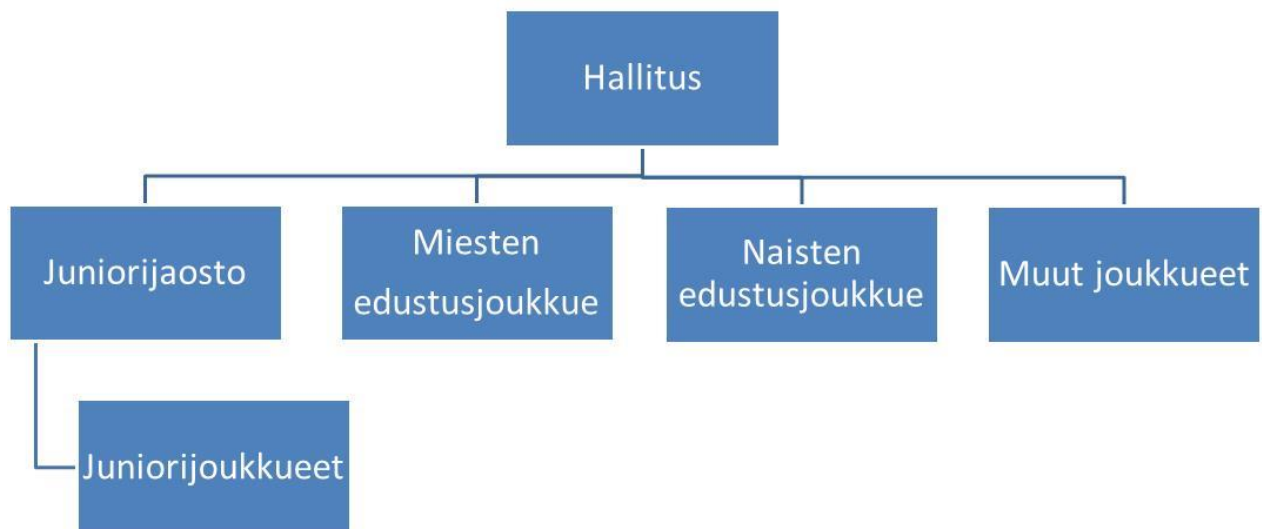 Hallitus
Juniorijaosto
Miesten
edustusjoukkue
Naisten
edustusjoukkue
Muut joukkueet
Juniorijoukkueet